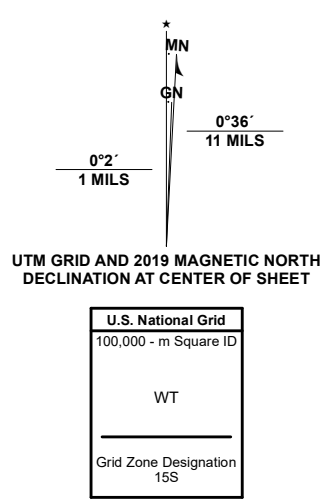 ★
MN
GN
0°36´
11 MILS
0°2´
1 MILS
UTM GRID AND 2019 MAGNETIC NORTH
DECLINATION AT CENTER OF SHEET
U.S. National Grid
100,000 - m Square ID
WT
Grid Zone Designation
15S